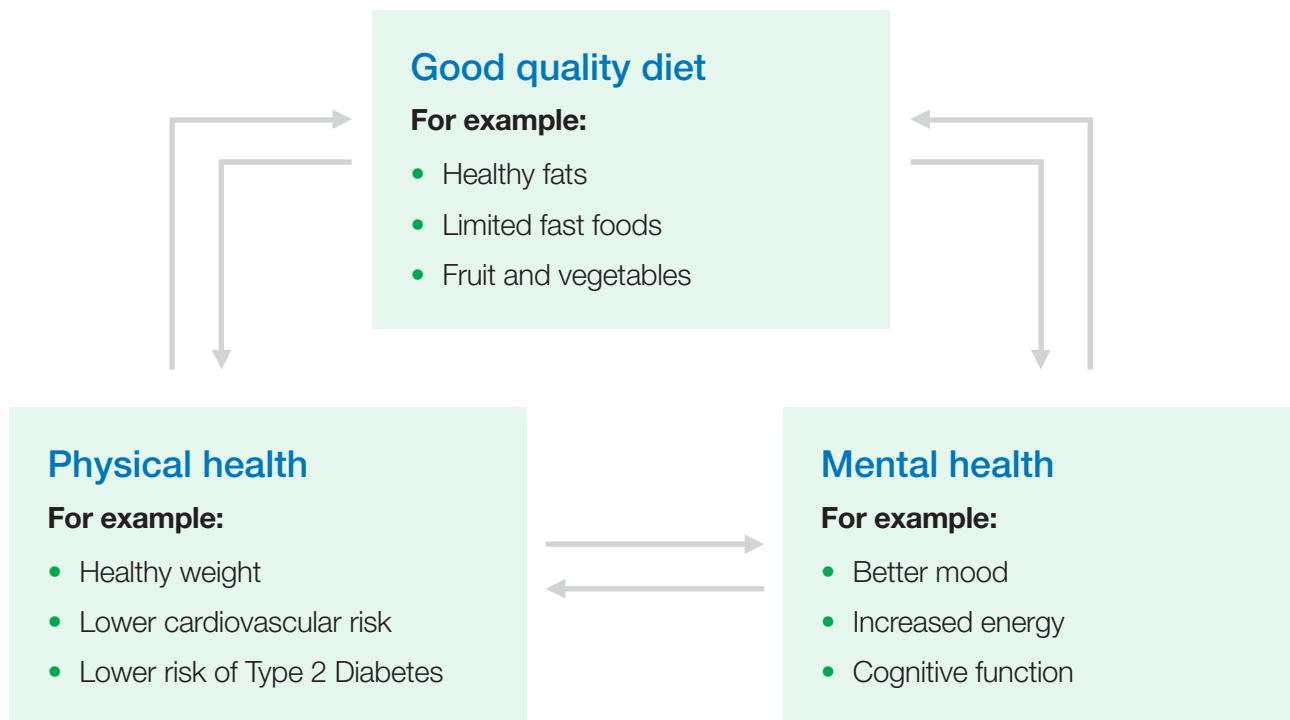 Good quality diet
For example:
• Healthy fats
• Limited fast foods
• Fruit and vegetables
Physical health
For example:
• Healthy weight
• Lower cardiovascular risk
• Lower risk of Type 2 Diabetes
Mental health
For example:
• Better mood
• Increased energy
• Cognitive function